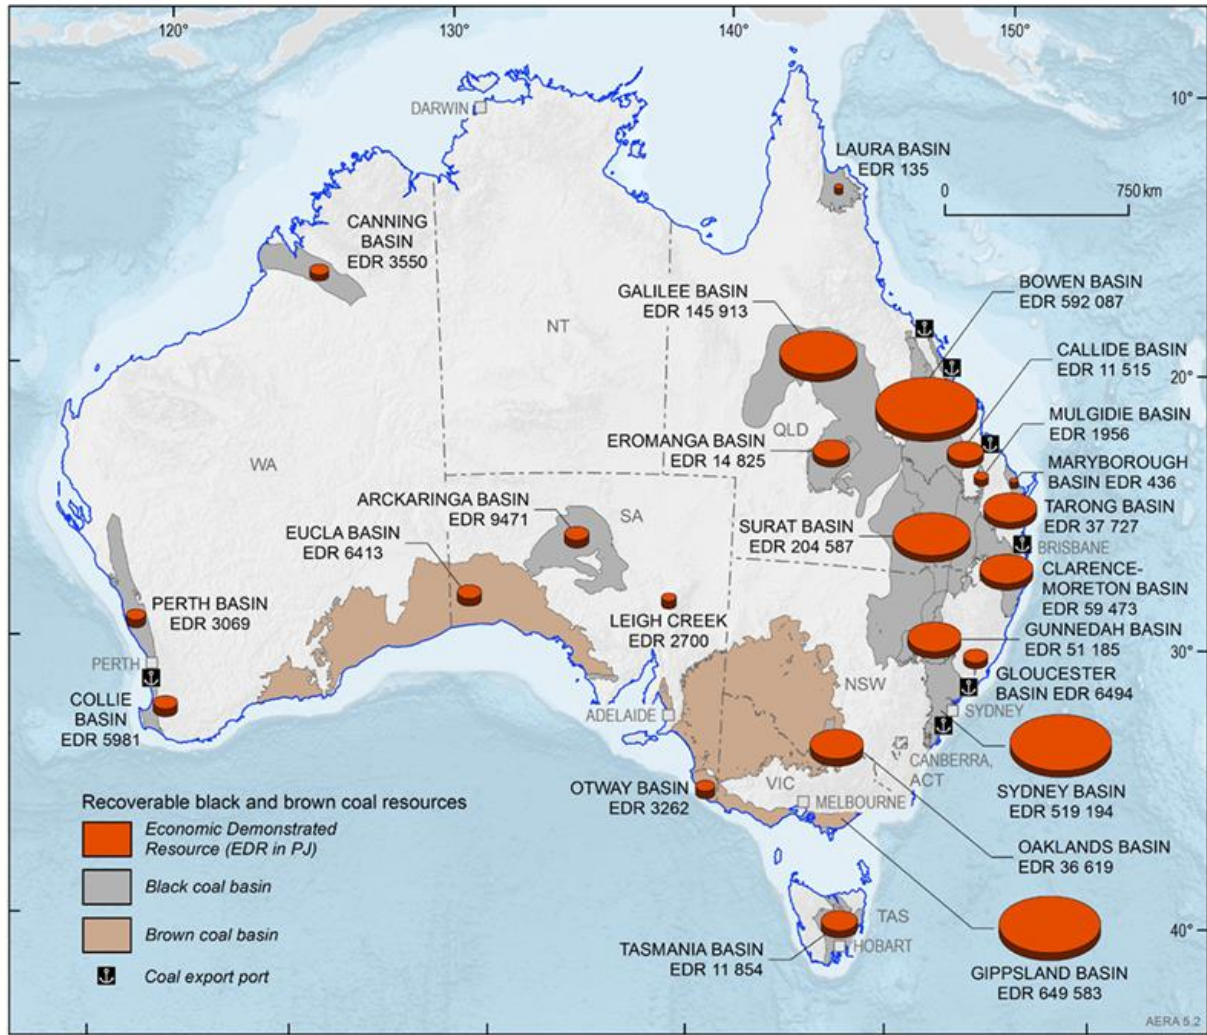 120°
130°
140°
150°
DARWIN
10°
LAURA BASIN
EDR 135
0
750 km
CANNING
BASIN
EDR 3550
GALILEE BASIN
EDR 145 913
BOWEN BASIN
EDR 592 087
NT
CALLIDE BASIN
EDR 11 515
20°
MULGIDIE BASIN
EDR 1956
QLD
EROMANGA BASIN
EDR 14 825
WA
MARYBOROUGH
BASIN EDR 436
ARCKARINGA BASIN
EDR 9471
SA
TARONG BASIN
EDR 37 727
EUCLA BASIN
EDR 6413
SURAT BASIN
EDR 204 587
BRISBANE
CLARENCE-
MORETON BASIN
EDR 59 473
PERTH BASIN
EDR 3069
LEIGH CREEK
EDR 2700
GUNNEDAH BASIN
EDR 51 185
30°
PERTH
GLOUCESTER
BASIN EDR 6494
NSW
COLLIE
BASIN
EDR 5981
ADELAIDE
SYDNEY
CANBERRA,
ACT
SYDNEY BASIN
EDR 519 194
VIC
OTWAY BASIN
EDR 3262
MELBOURNE
OAKLANDS BASIN
EDR 36 619
Recoverable black and brown coal resources
Economic Demonstrated
Resource (EDR in PJ)
Black coal basin
Brown coal basin
Coal export port
TAS
40°
TASMANIA BASIN
EDR 11 854
HOBART
GIPPSLAND BASIN
EDR 649 583
AERA 5.2